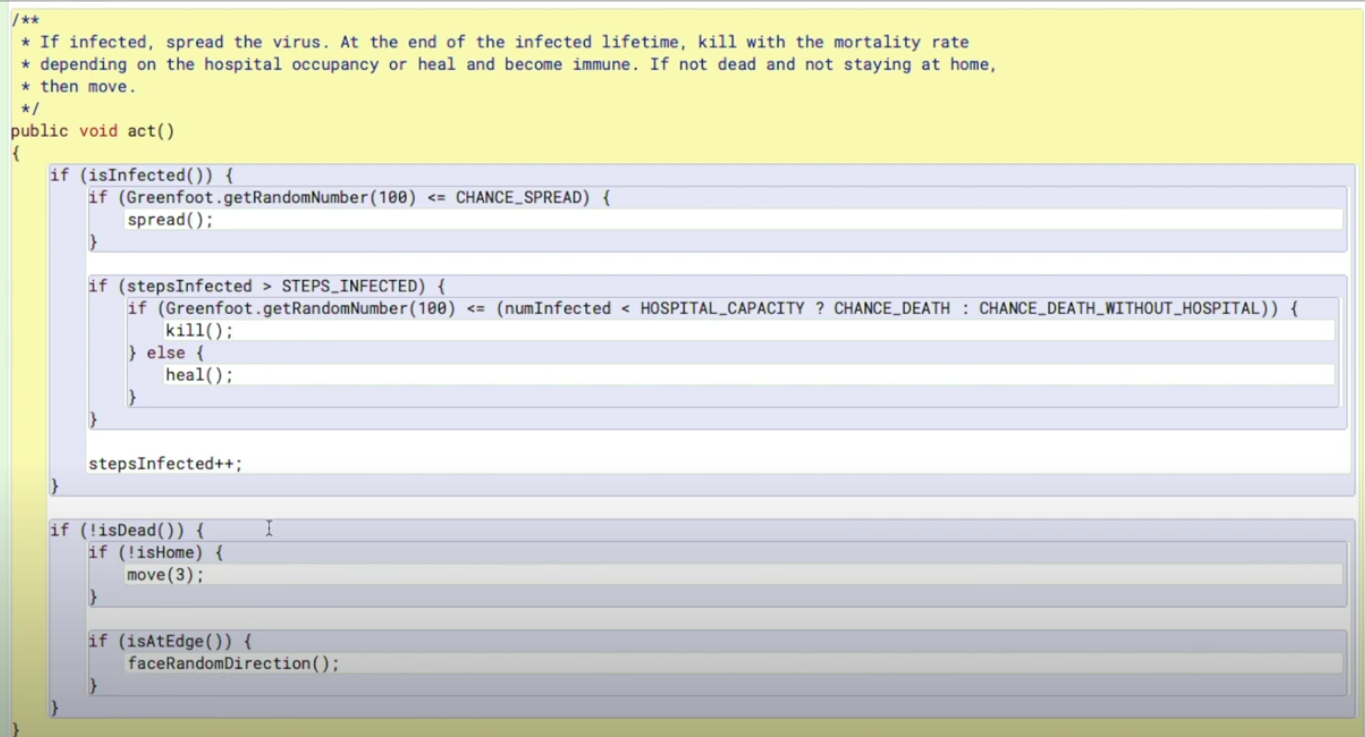 /**
 * If infected, spread the virus. At the end of the infected lifetime, kill with the mortality rate
 * depending on the hospital occupancy or heal and become immune. If not dead and not staying at home,
 * then move.
 */
public void act()
{
    if (isInfected()) {
        if (Greenfoot.getRandomNumber(100) <= CHANCE_SPREAD) {
            spread();
        }

        if (stepsInfected > STEPS_INFECTED) {
            if (Greenfoot.getRandomNumber(100) <= (numInfected < HOSPITAL_CAPACITY ? CHANCE_DEATH : CHANCE_DEATH_WITHOUT_HOSPITAL)) {
                kill();
            } else {
                heal();
            }
        }

        stepsInfected++;
    }

    if (!isDead()) {
        if (!isHome) {
            move(3);
        }

        if (isAtEdge()) {
            faceRandomDirection();
        }
    }
}